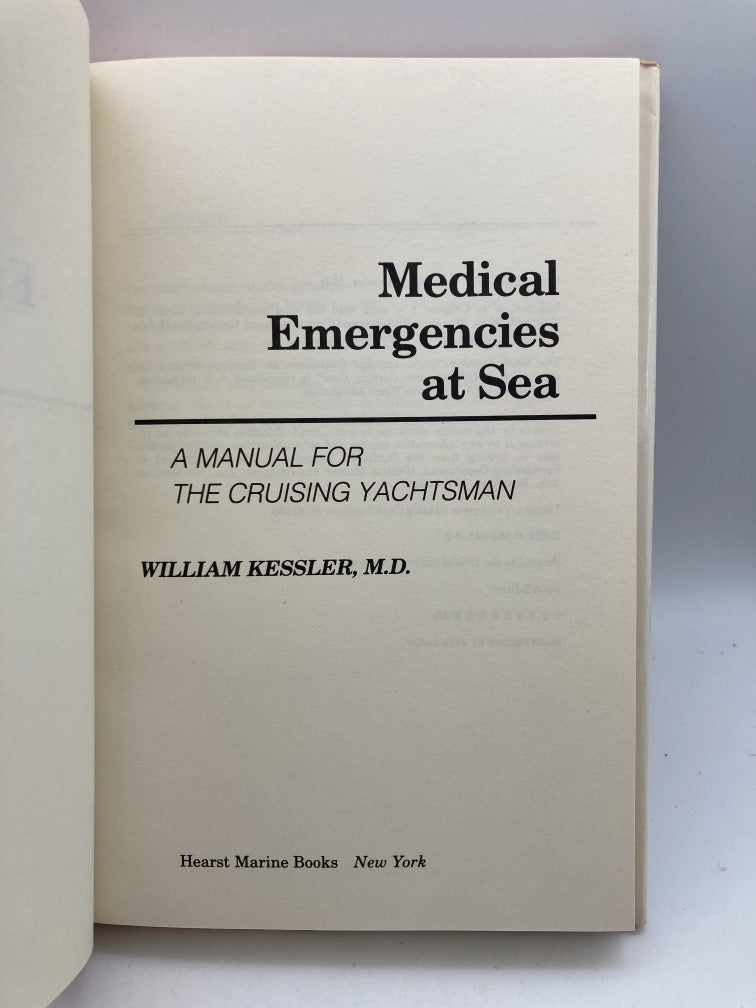 Medical
Emergencies
at Sea
A MANUAL FOR
THE CRUISING YACHTSMAN
WILLIAM KESSLER, M.D.
Hearst Marine Books New York